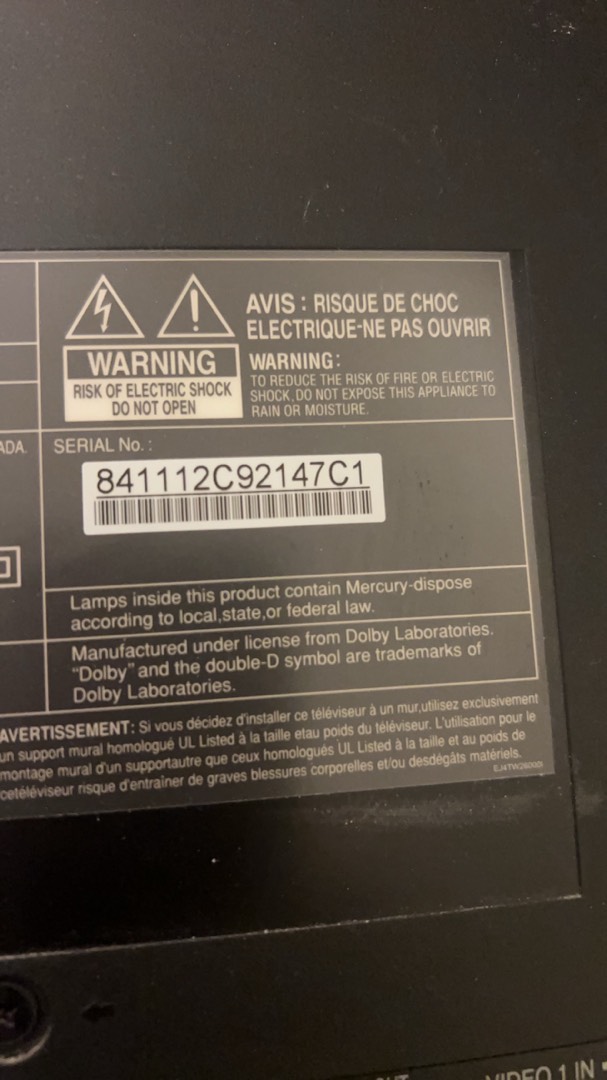 AVIS : RISQUE DE CHOC
ELECTRIQUE-NE PAS OUVRIR
WARNING
RISK OF ELECTRIC SHOCK
DO NOT OPEN
WARNING:
TO REDUCE THE RISK OF FIRE OR ELECTRIC
SHOCK, DO NOT EXPOSE THIS APPLIANCE TO
RAIN OR MOISTURE.
ADA.
SERIAL No. :
841112C92147C1
Lamps inside this product contain Mercury-dispose
according to local,state,or federal law.
Manufactured under license from Dolby Laboratories.
"Dolby" and the double-D symbol are trademarks of
Dolby Laboratories.
AVERTISSEMENT: Si vous décidez d'installer ce téléviseur à un mur,utilisez exclusivement
un support mural homologué UL Listed à la taille etau poids du téléviseur. L'utilisation pour le
montage mural d'un supportautre que ceux homologués UL Listed à la taille et au poids de
cetéléviseur risque d'entraîner de graves blessures corporelles et/ou desdégâts matériels.
VIDEO 1 IN